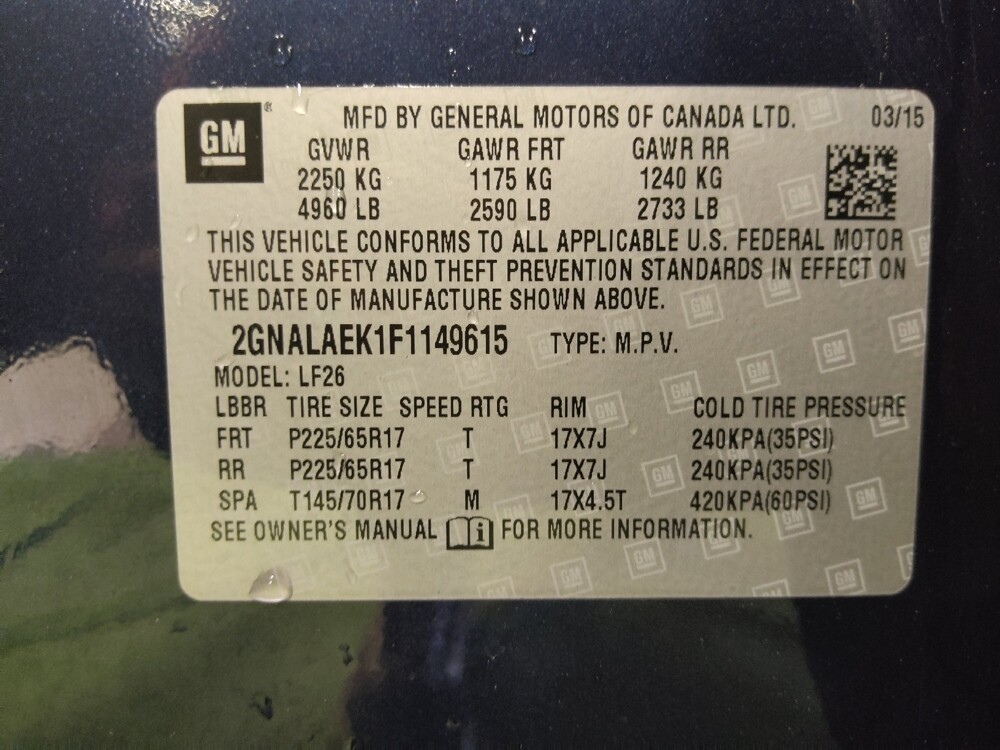 GM® MFD BY GENERAL MOTORS OF CANADA LTD. 03/15
GVWR GAWR FRT GAWR RR
2250 KG 1175 KG 1240 KG
4960 LB 2590 LB 2733 LB
THIS VEHICLE CONFORMS TO ALL APPLICABLE U.S. FEDERAL MOTOR
VEHICLE SAFETY AND THEFT PREVENTION STANDARDS IN EFFECT ON
THE DATE OF MANUFACTURE SHOWN ABOVE.
2GNALAEK1F1149615 TYPE: M.P.V.
MODEL: LF26
LBBR TIRE SIZE SPEED RTG RIM COLD TIRE PRESSURE
FRT P225/65R17 T 17X7J 240KPA(35PSI)
RR P225/65R17 T 17X7J 240KPA(35PSI)
SPA T145/70R17 M 17X4.5T 420KPA(60PSI)
SEE OWNER'S MANUAL i FOR MORE INFORMATION.